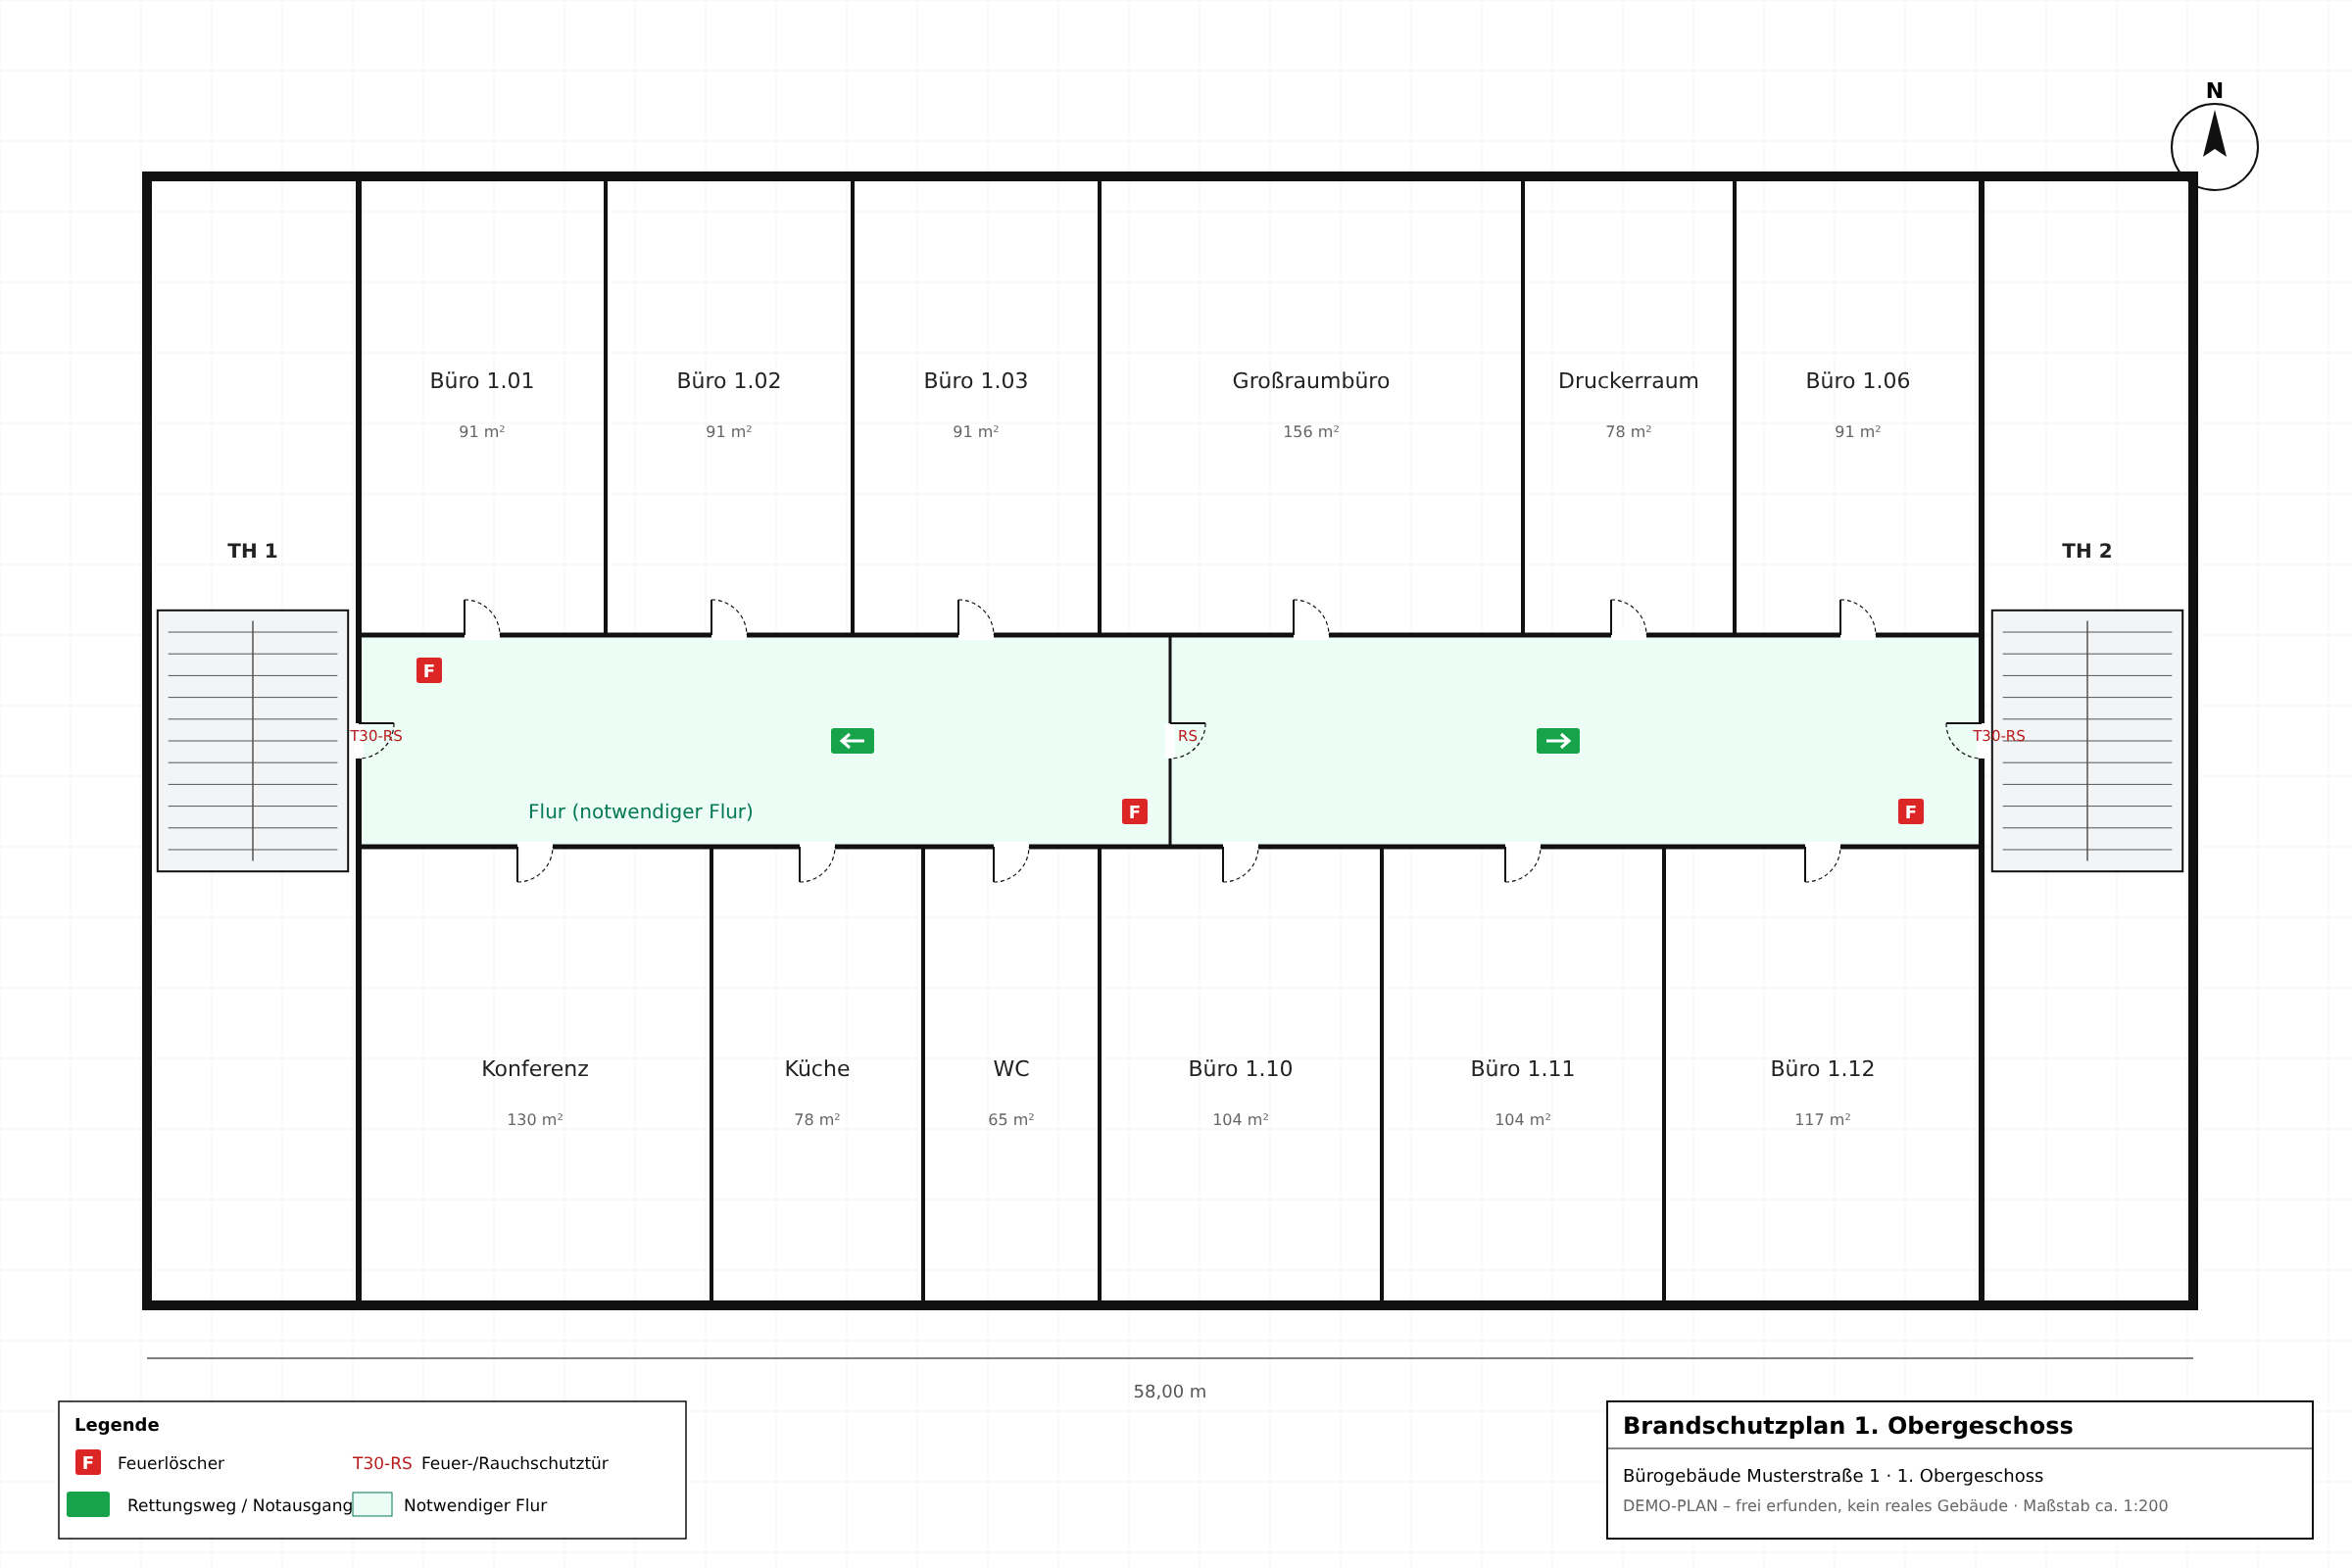 N
Büro 1.01
91 m²
Büro 1.02
91 m²
Büro 1.03
91 m²
Großraumbüro
156 m²
Druckerraum
78 m²
Büro 1.06
91 m²
TH 1
TH 2
F
T30-RS
RS
T30-RS
Flur (notwendiger Flur)
F
F
Konferenz
130 m²
Küche
78 m²
WC
65 m²
Büro 1.10
104 m²
Büro 1.11
104 m²
Büro 1.12
117 m²
58,00 m
Legende
F Feuerlöscher
T30-RS Feuer-/Rauchschutztür
Rettungsweg / Notausgang
Notwendiger Flur
Brandschutzplan 1. Obergeschoss
Bürogebäude Musterstraße 1 · 1. Obergeschoss
DEMO-PLAN – frei erfunden, kein reales Gebäude · Maßstab ca. 1:200